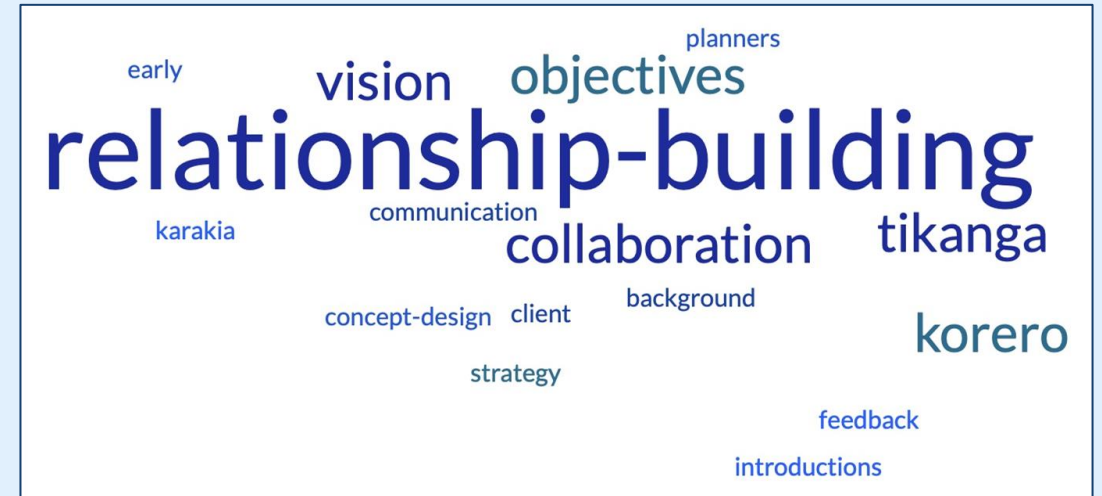 planners
early
vision
objectives
relationship-building
communication
karakia
collaboration
tikanga
background
concept-design
client
korero
strategy
feedback
introductions